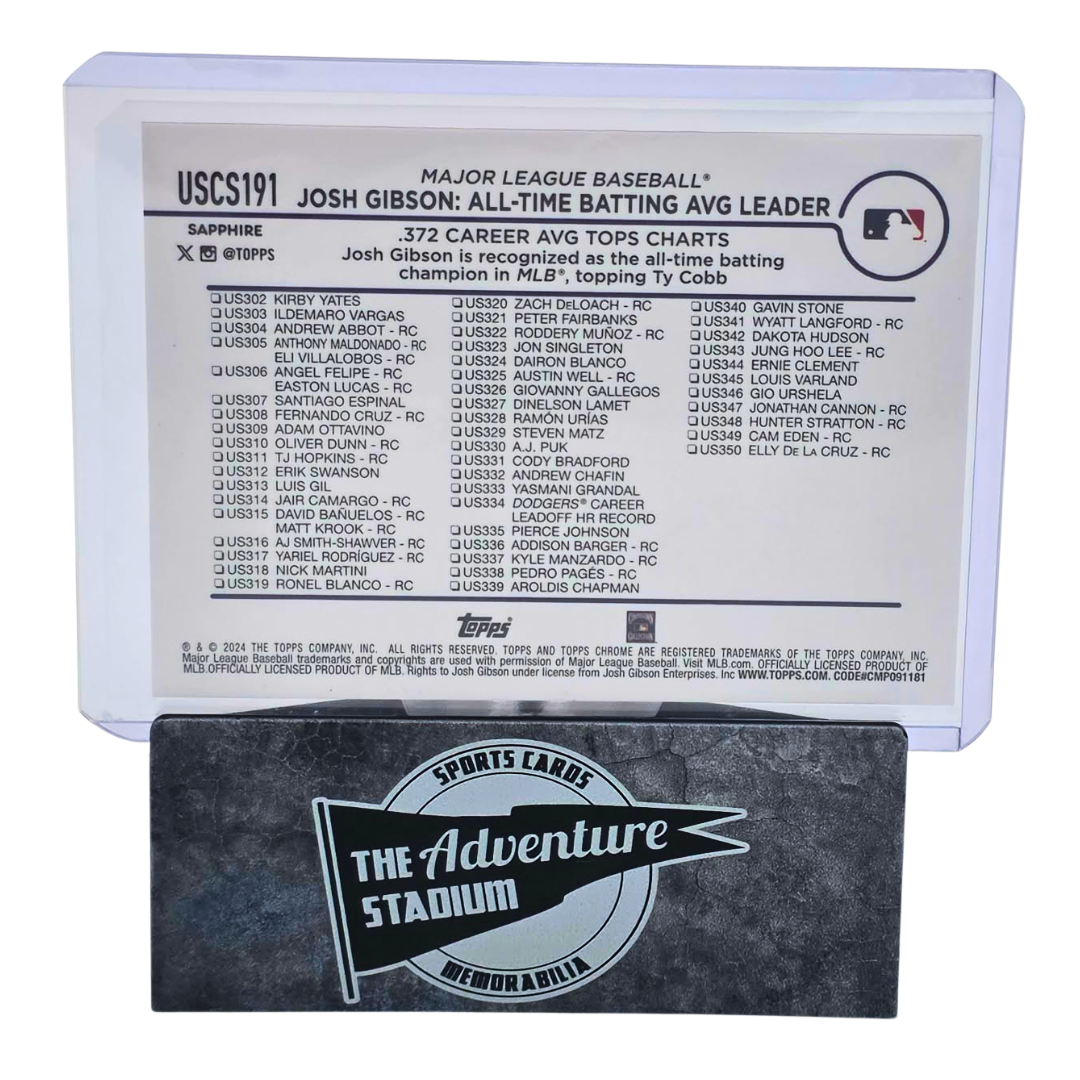 USCS191
MAJOR LEAGUE BASEBALL®
JOSH GIBSON: ALL-TIME BATTING AVG LEADER
SAPPHIRE
X @TOPPS
.372 CAREER AVG TOPS CHARTS
Josh Gibson is recognized as the all-time batting
champion in MLB®, topping Ty Cobb
❑ US302 KIRBY YATES
❑ US303 ILDEMARO VARGAS
❑ US304 ANDREW ABBOT - RC
❑ US305 ANTHONY MALDONADO - RC
ELI VILLALOBOS - RC
❑ US306 ANGEL FELIPE - RC
EASTON LUCAS - RC
❑ US307 SANTIAGO ESPINAL
❑ US308 FERNANDO CRUZ - RC
❑ US309 ADAM OTTAVINO
❑ US310 OLIVER DUNN - RC
❑ US311 TJ HOPKINS - RC
❑ US312 ERIK SWANSON
❑ US313 LUIS GIL
❑ US314 JAIR CAMARGO - RC
❑ US315 DAVID BAÑUELOS - RC
MATT KROOK - RC
❑ US316 AJ SMITH-SHAWVER - RC
❑ US317 YARIEL RODRÍGUEZ - RC
❑ US318 NICK MARTINI
❑ US319 RONEL BLANCO - RC
❑ US320 ZACH DeLOACH - RC
❑ US321 PETER FAIRBANKS
❑ US322 RODDERY MUÑOZ - RC
❑ US323 JON SINGLETON
❑ US324 DAIRON BLANCO
❑ US325 AUSTIN WELL - RC
❑ US326 GIOVANNY GALLEGOS
❑ US327 DINELSON LAMET
❑ US328 RAMÓN URÍAS
❑ US329 STEVEN MATZ
❑ US330 A.J. PUK
❑ US331 CODY BRADFORD
❑ US332 ANDREW CHAFIN
❑ US333 YASMANI GRANDAL
❑ US334 DODGERS® CAREER
LEADOFF HR RECORD
❑ US335 PIERCE JOHNSON
❑ US336 ADDISON BARGER - RC
❑ US337 KYLE MANZARDO - RC
❑ US338 PEDRO PAGÉS - RC
❑ US339 AROLDIS CHAPMAN
❑ US340 GAVIN STONE
❑ US341 WYATT LANGFORD - RC
❑ US342 DAKOTA HUDSON
❑ US343 JUNG HOO LEE - RC
❑ US344 ERNIE CLEMENT
❑ US345 LOUIS VARLAND
❑ US346 GIO URSHELA
❑ US347 JONATHAN CANNON - RC
❑ US348 HUNTER STRATTON - RC
❑ US349 CAM EDEN - RC
❑ US350 ELLY De LA CRUZ - RC
topps®
® & © 2024 THE TOPPS COMPANY, INC. ALL RIGHTS RESERVED. TOPPS AND TOPPS CHROME ARE REGISTERED TRADEMARKS OF THE TOPPS COMPANY, INC.
Major League Baseball trademarks and copyrights are used with permission of Major League Baseball. Visit MLB.com. OFFICIALLY LICENSED PRODUCT OF
MLB.OFFICIALLY LICENSED PRODUCT OF MLB. Rights to Josh Gibson under license from Josh Gibson Enterprises. Inc WWW.TOPPS.COM. CODE#CMP091181
SPORTS CARDS
THE Adventure
STADIUM
MEMORABILIA